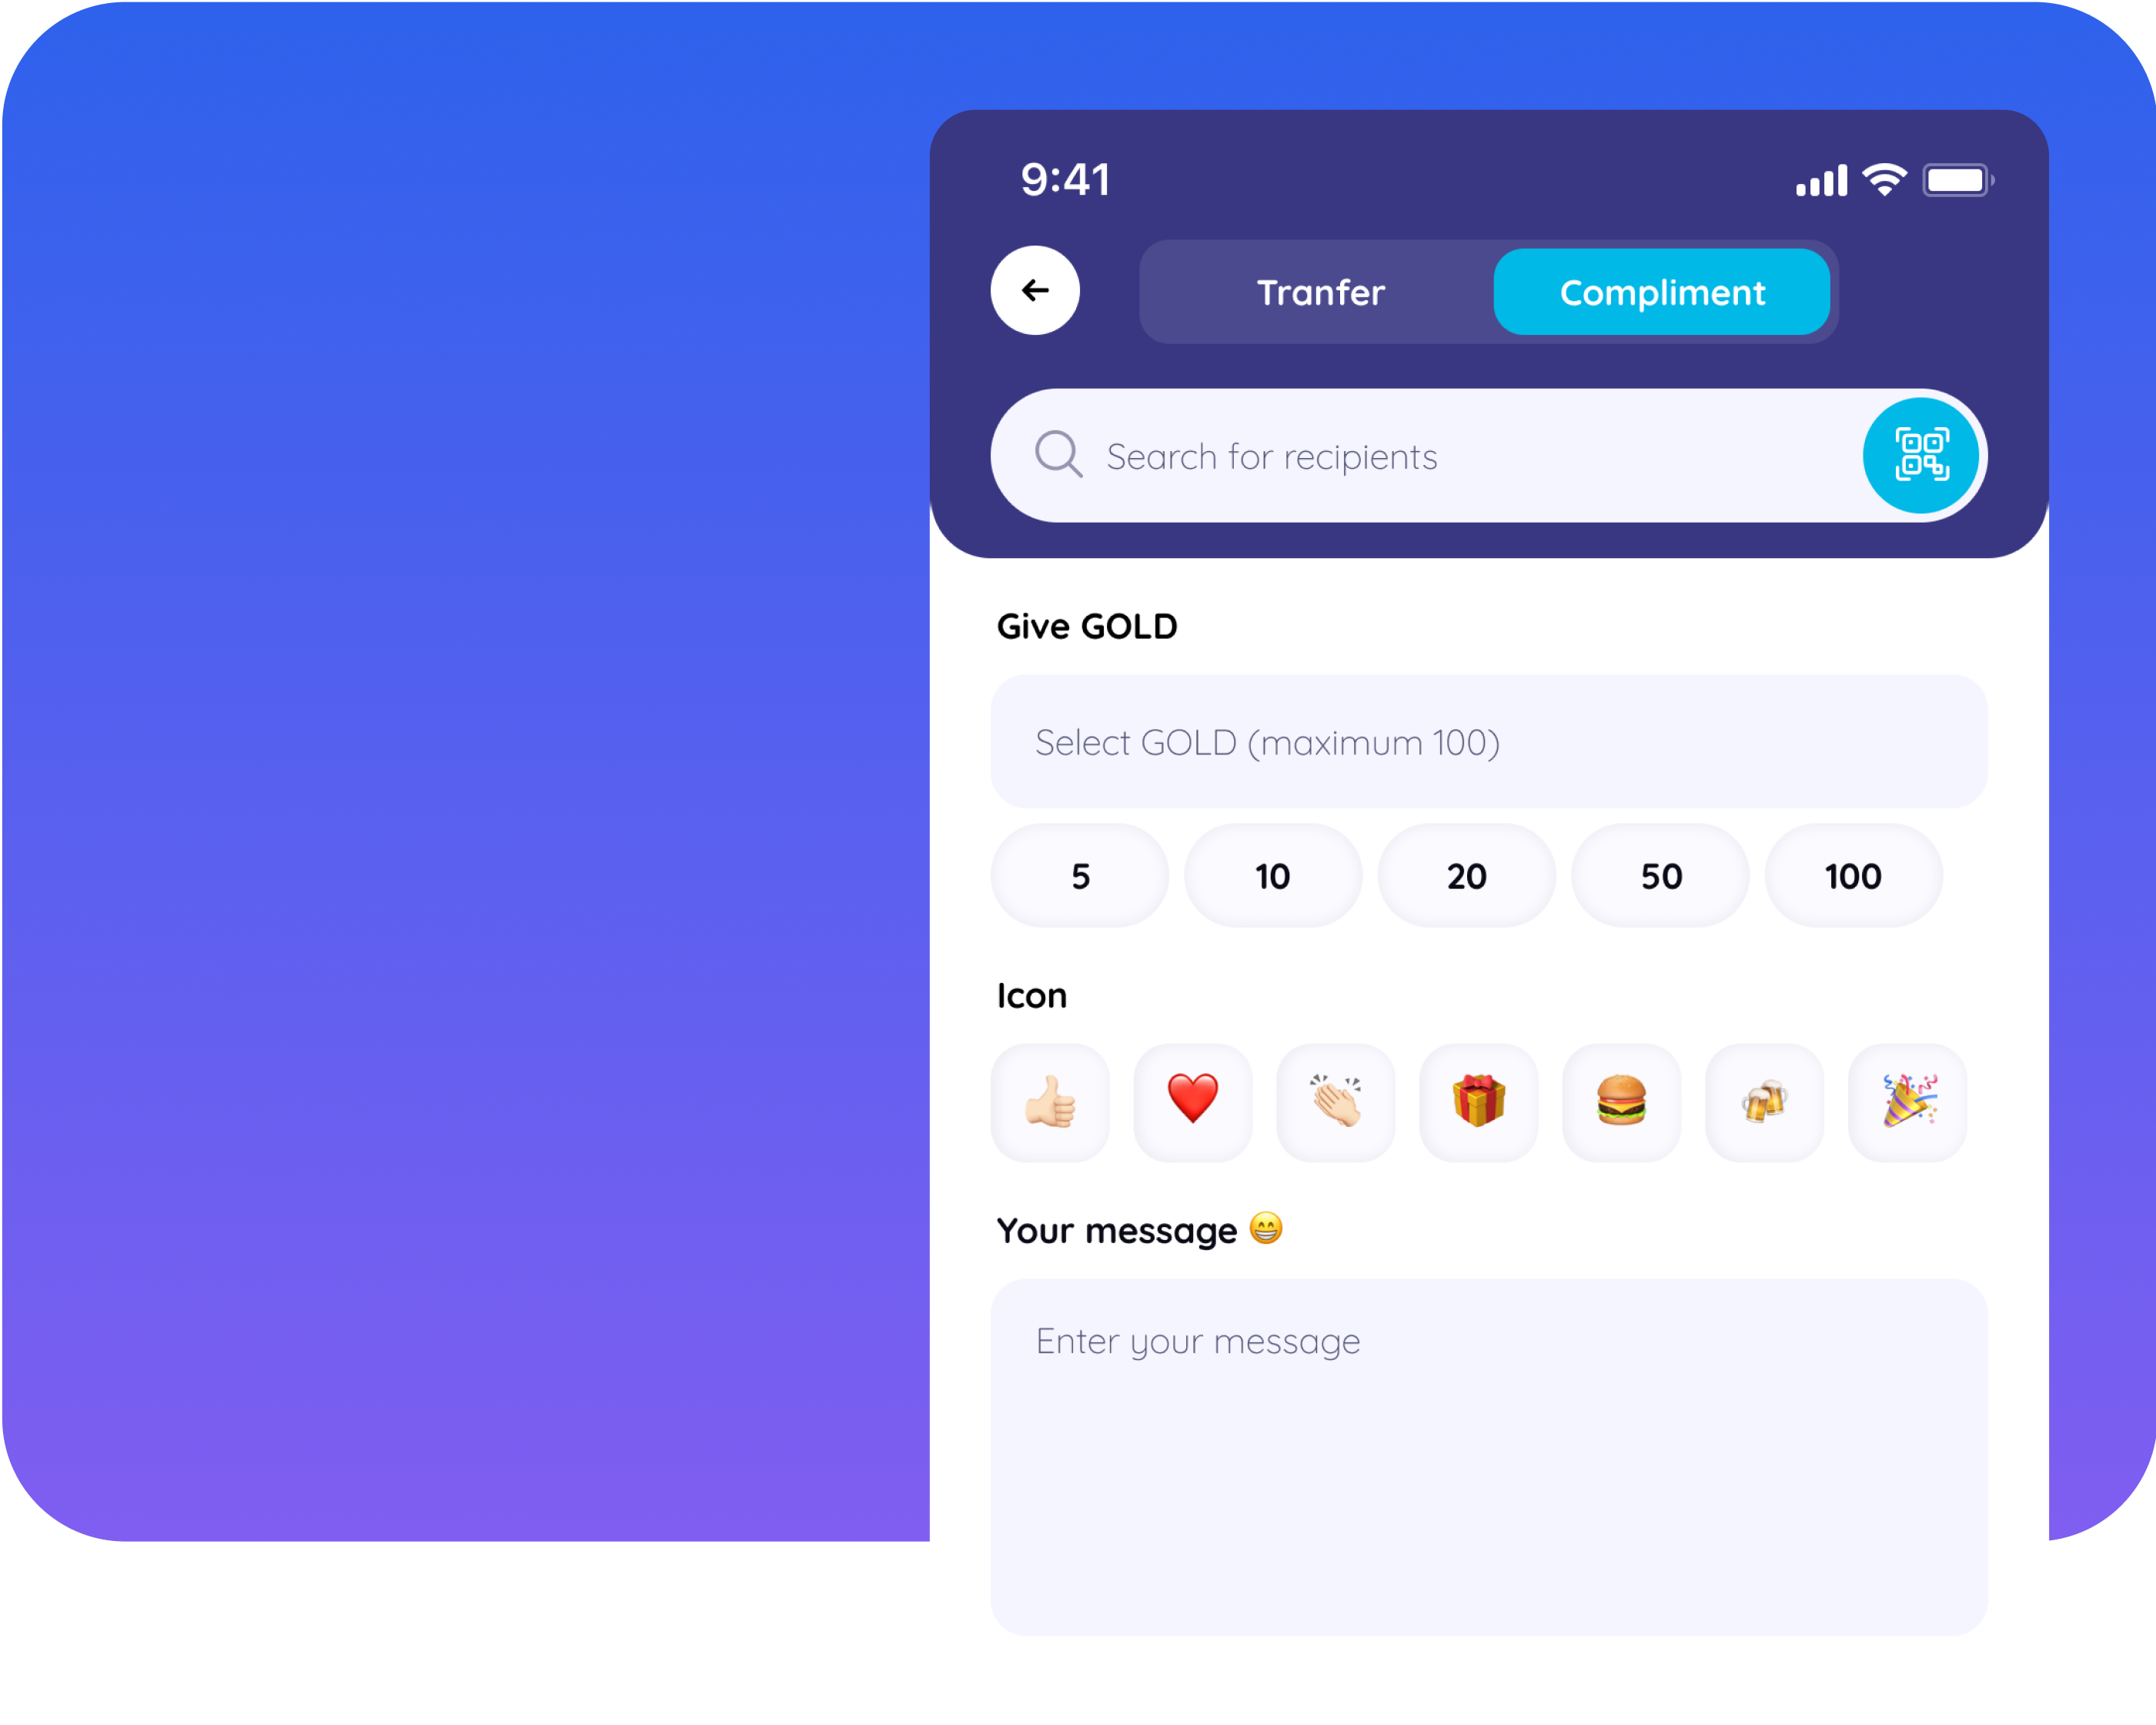 9:41
Tranfer Compliment
Search for recipients
Give GOLD
Select GOLD (maximum 100)
5 10 20 50 100
Icon
Your message 😁
Enter your message